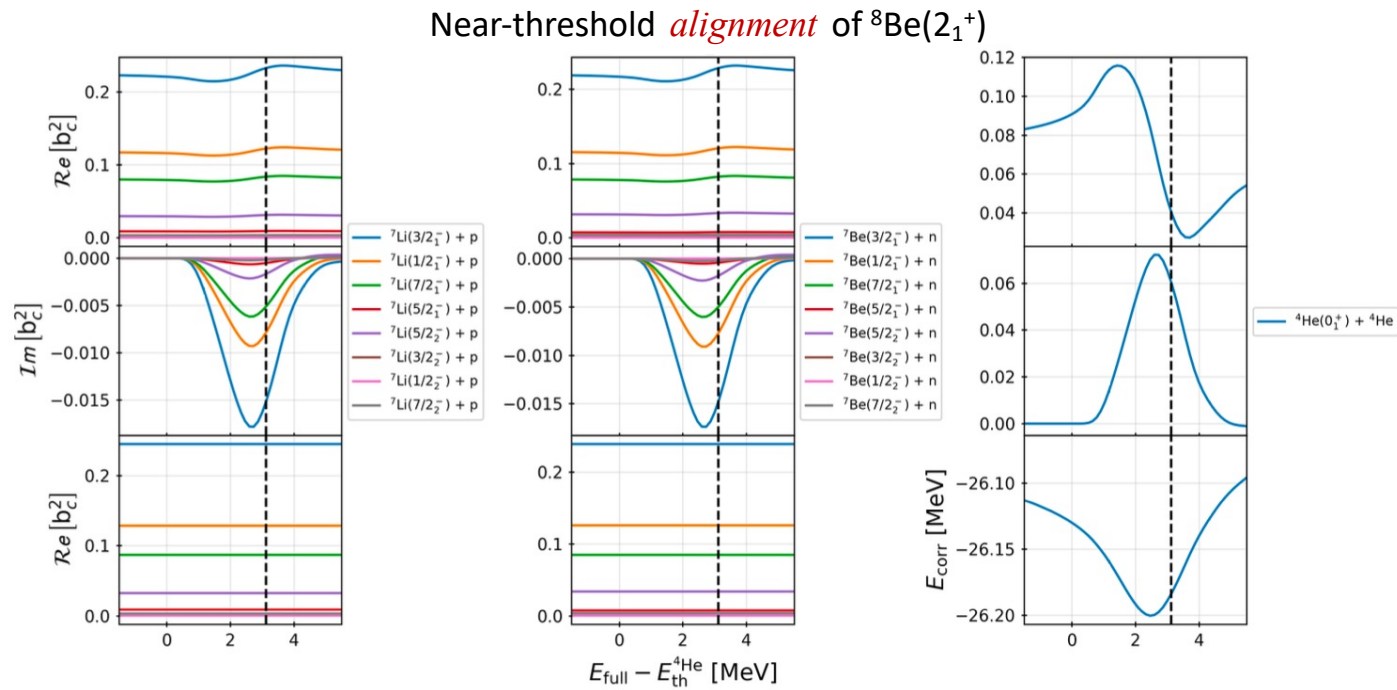 Near-threshold alignment of ⁸Be(2₁⁺)
Re[b_c²]
0.2
0.1
0.0
Im[b_c²]
0.000
−0.005
−0.010
−0.015
Re[b_c²]
0.2
0.1
0.0
0
2
4
⁷Li(3/2₁⁻) + p
⁷Li(1/2₁⁻) + p
⁷Li(7/2₁⁻) + p
⁷Li(5/2₁⁻) + p
⁷Li(5/2₂⁻) + p
⁷Li(3/2₂⁻) + p
⁷Li(1/2₂⁻) + p
⁷Li(7/2₂⁻) + p
0.2
0.1
0.0
0.000
−0.005
−0.010
−0.015
0.2
0.1
0.0
0
2
4
E_full − E_th^⁴He [MeV]
⁷Be(3/2₁⁻) + n
⁷Be(1/2₁⁻) + n
⁷Be(7/2₁⁻) + n
⁷Be(5/2₁⁻) + n
⁷Be(5/2₂⁻) + n
⁷Be(3/2₂⁻) + n
⁷Be(1/2₂⁻) + n
⁷Be(7/2₂⁻) + n
0.12
0.10
0.08
0.06
0.04
0.06
0.04
0.02
0.00
E_corr [MeV]
−26.10
−26.15
−26.20
0
2
4
⁴He(0₁⁺) + ⁴He